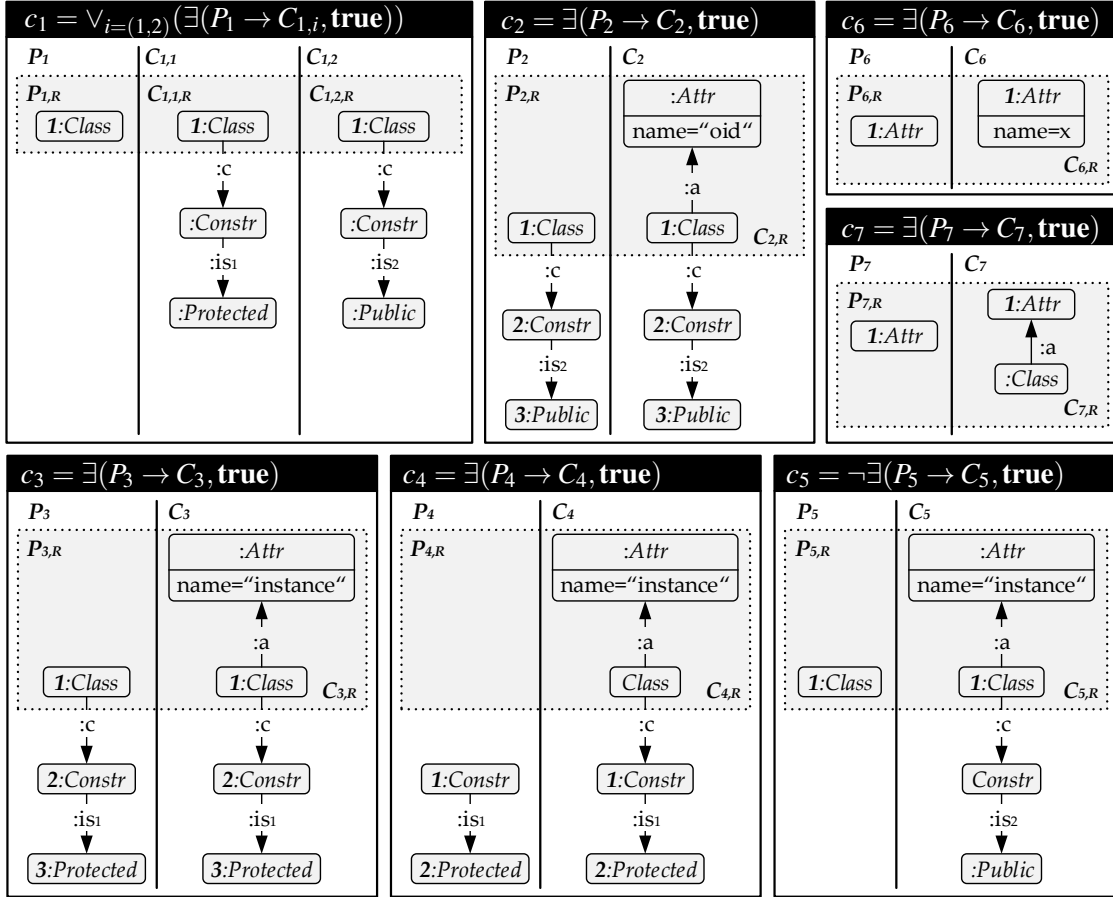 c₁ = ∨ᵢ₌₍₁,₂₎(∃(P₁ → C₁,ᵢ, true))
P₁ C₁,₁ C₁,₂
P₁,R C₁,₁,R C₁,₂,R
1:Class 1:Class 1:Class
:c :c
:Constr :Constr
:is₁ :is₂
:Protected :Public
c₂ = ∃(P₂ → C₂, true)
P₂ C₂
P₂,R :Attr
name=“oid“
:a
1:Class 1:Class
C₂,R
:c :c
2:Constr 2:Constr
:is₂ :is₂
3:Public 3:Public
c₆ = ∃(P₆ → C₆, true)
P₆ C₆
P₆,R 1:Attr
1:Attr name=x
C₆,R
c₇ = ∃(P₇ → C₇, true)
P₇ C₇
P₇,R 1:Attr
1:Attr
:a
:Class
C₇,R
c₃ = ∃(P₃ → C₃, true)
P₃ C₃
P₃,R :Attr
name=“instance“
:a
1:Class 1:Class C₃,R
:c :c
2:Constr 2:Constr
:is₁ :is₁
3:Protected 3:Protected
c₄ = ∃(P₄ → C₄, true)
P₄ C₄
P₄,R :Attr
name=“instance“
:a
Class C₄,R
:c
1:Constr 1:Constr
:is₁ :is₁
2:Protected 2:Protected
c₅ = ¬∃(P₅ → C₅, true)
P₅ C₅
P₅,R :Attr
name=“instance“
:a
1:Class 1:Class C₅,R
:c
Constr
:is₂
:Public